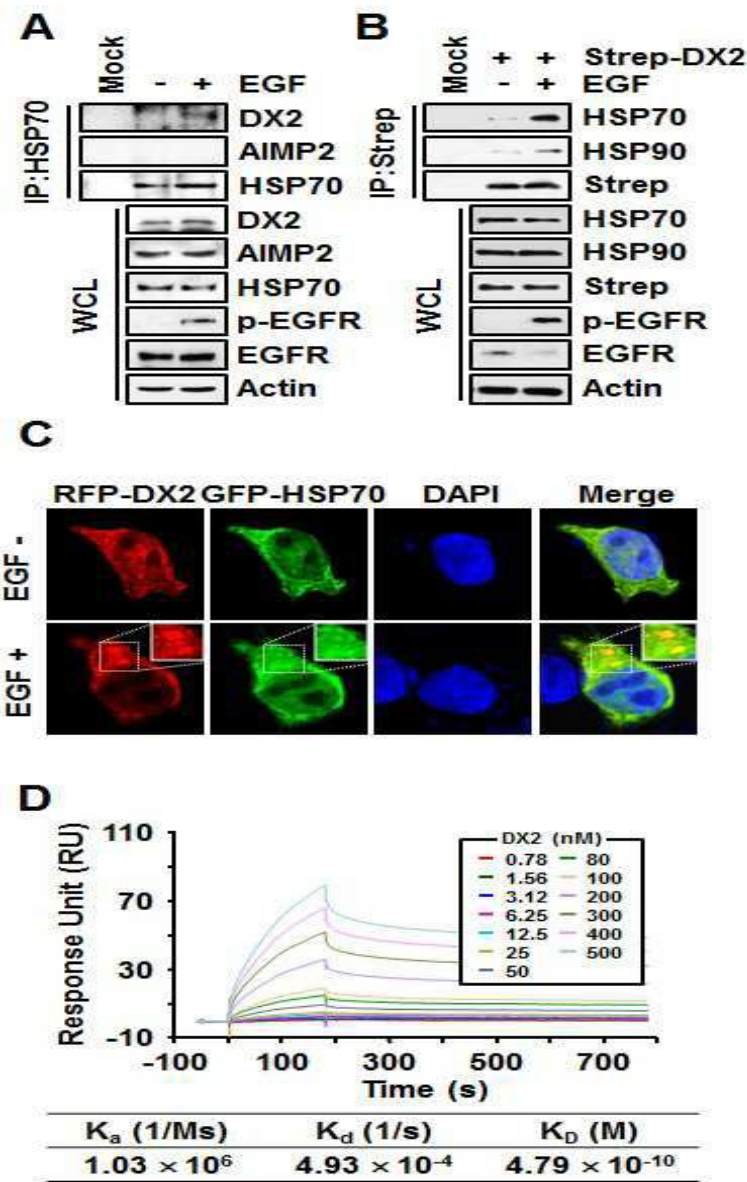 A
Mock
- + EGF
IP:HSP70
DX2
AIMP2
HSP70
WCL
DX2
AIMP2
HSP70
p-EGFR
EGFR
Actin
B
Mock
+ + Strep-DX2
- + EGF
IP:Strep
HSP70
HSP90
Strep
WCL
HSP70
HSP90
Strep
p-EGFR
EGFR
Actin
C
RFP-DX2 GFP-HSP70 DAPI Merge
EGF -
EGF +
D
Response Unit (RU)
110
70
30
-10
-100 100 300 500 700
Time (s)
DX2 (nM)
0.78 80
1.56 100
3.12 200
6.25 300
12.5 400
25 500
50
Ka (1/Ms) Kd (1/s) KD (M)
1.03 × 10⁶ 4.93 × 10⁻⁴ 4.79 × 10⁻¹⁰